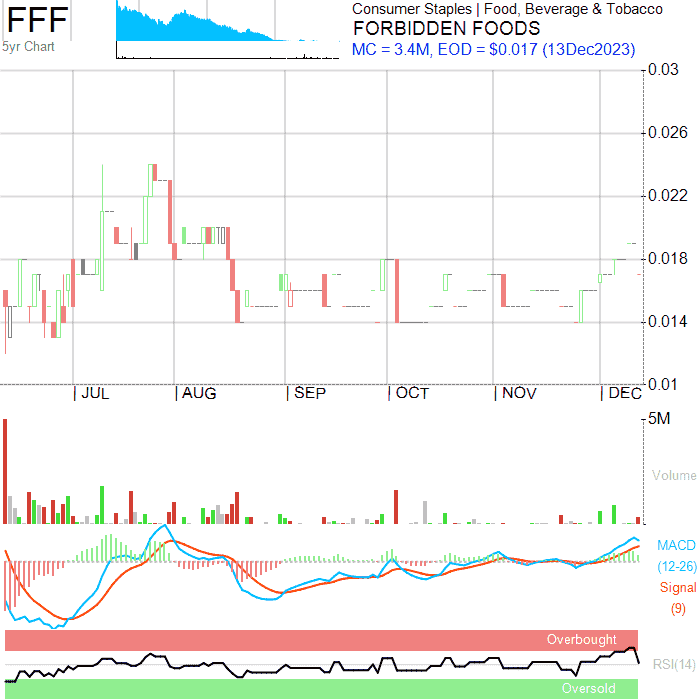 FFF
5yr Chart
Consumer Staples | Food, Beverage & Tobacco
FORBIDDEN FOODS
MC = 3.4M, EOD = $0.017 (13Dec2023)
0.03
0.026
0.022
0.018
0.014
0.01
| JUL | AUG | SEP | OCT | NOV | DEC
5M
Volume
MACD
(12-26)
Signal
(9)
Overbought
RSI(14)
Oversold